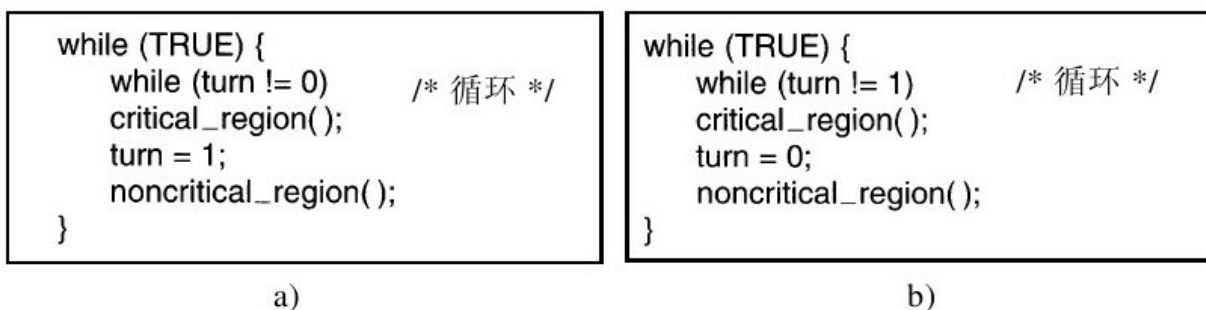 while (TRUE) {
while (turn != 0) /* 循环 */
critical_region( );
turn = 1;
noncritical_region( );
}
a)
while (TRUE) {
while (turn != 1) /* 循环 */
critical_region( );
turn = 0;
noncritical_region( );
}
b)